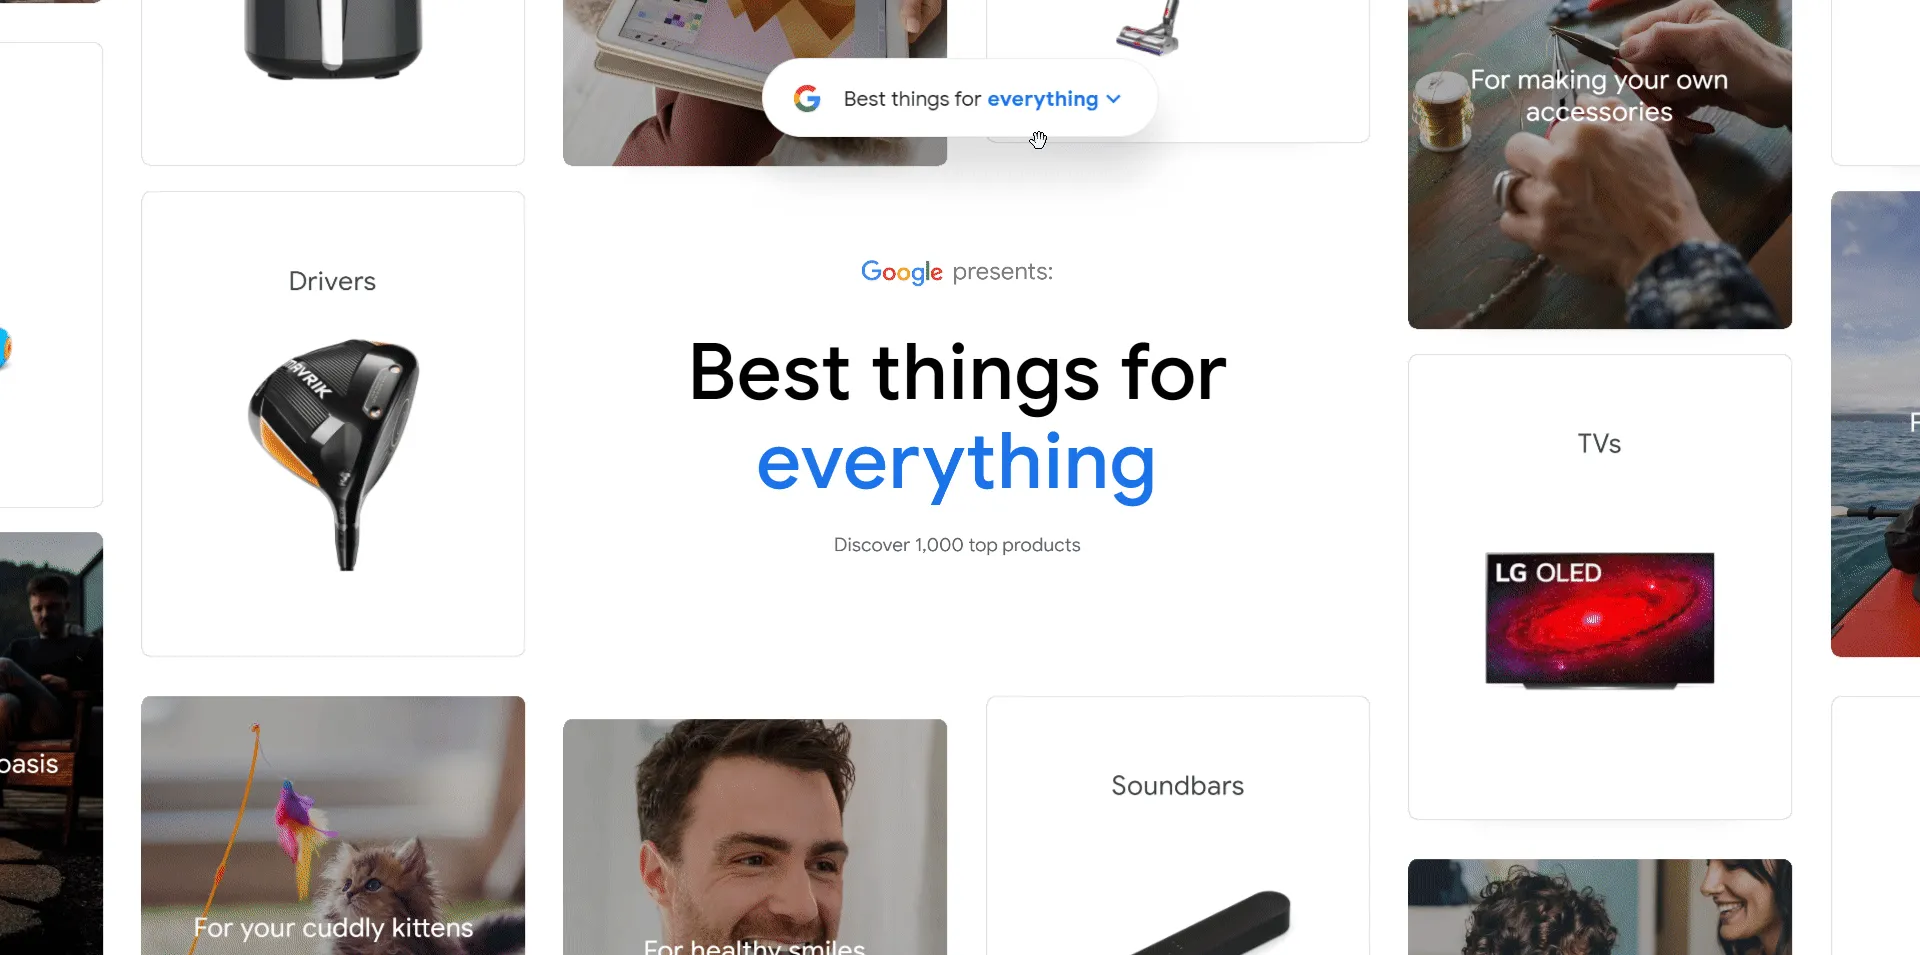 Best things for everything
For making your own
accessories
Google presents:
Drivers
MAVRIK
Best things for
everything
Discover 1,000 top products
TVs
LG OLED
oasis
Soundbars
For your cuddly kittens
For healthy smiles